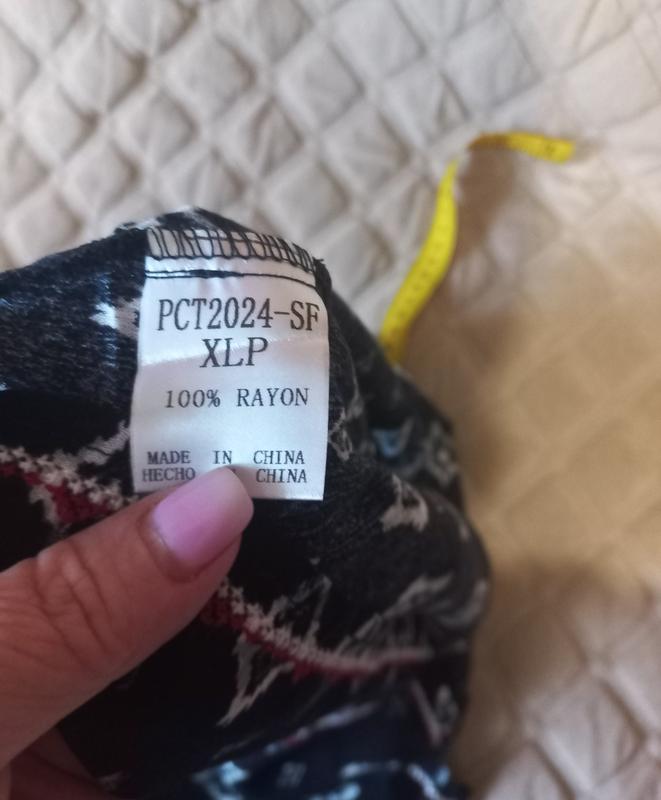 PCT2024-SF
XLP
100% RAYON
MADE IN CHINA
HECHO CHINA